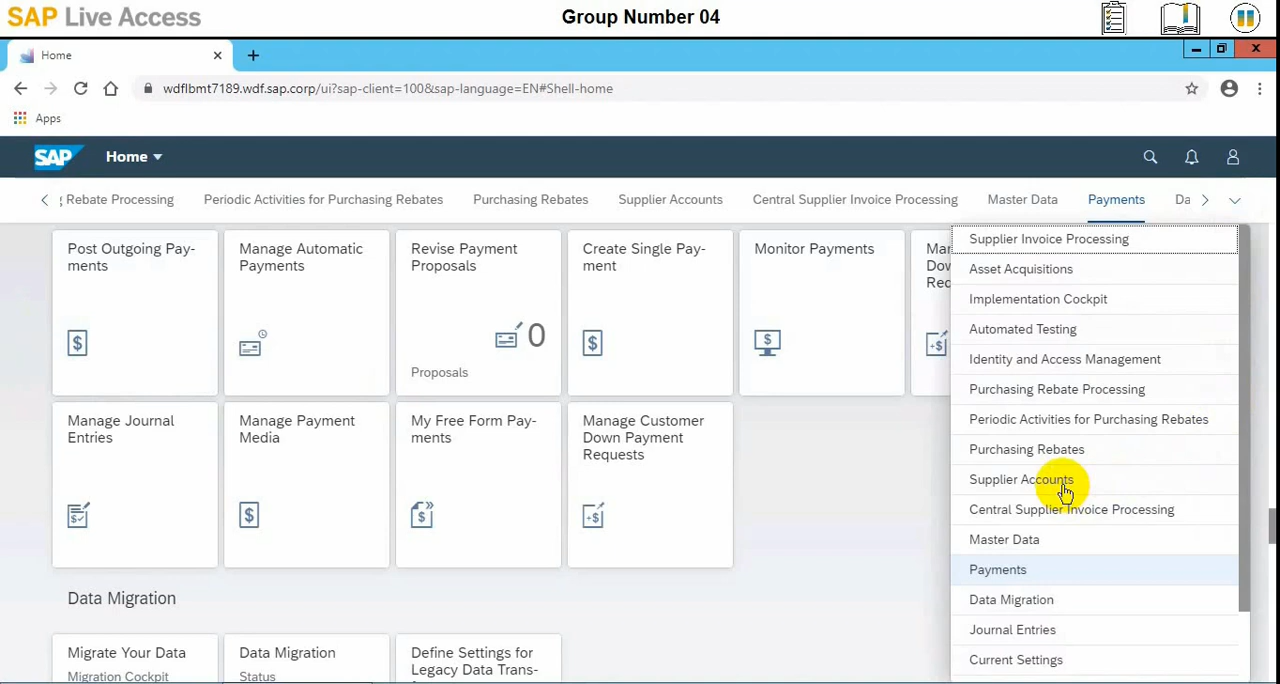 SAP Live Access
Group Number 04
Home
wdflbmt7189.wdf.sap.corp/ui?sap-client=100&sap-language=EN#Shell-home
Apps
SAP
Home
Rebate Processing
Periodic Activities for Purchasing Rebates
Purchasing Rebates
Supplier Accounts
Central Supplier Invoice Processing
Master Data
Payments
Da
Post Outgoing Pay-
ments
Manage Automatic
Payments
Revise Payment
Proposals
0
Proposals
Create Single Pay-
ment
Monitor Payments
Mar
Dow
Req
Manage Journal
Entries
Manage Payment
Media
My Free Form Pay-
ments
Manage Customer
Down Payment
Requests
Data Migration
Migrate Your Data
Migration Cockpit
Data Migration
Status
Define Settings for
Legacy Data Trans-
Supplier Invoice Processing
Asset Acquisitions
Implementation Cockpit
Automated Testing
Identity and Access Management
Purchasing Rebate Processing
Periodic Activities for Purchasing Rebates
Purchasing Rebates
Supplier Accounts
Central Supplier Invoice Processing
Master Data
Payments
Data Migration
Journal Entries
Current Settings